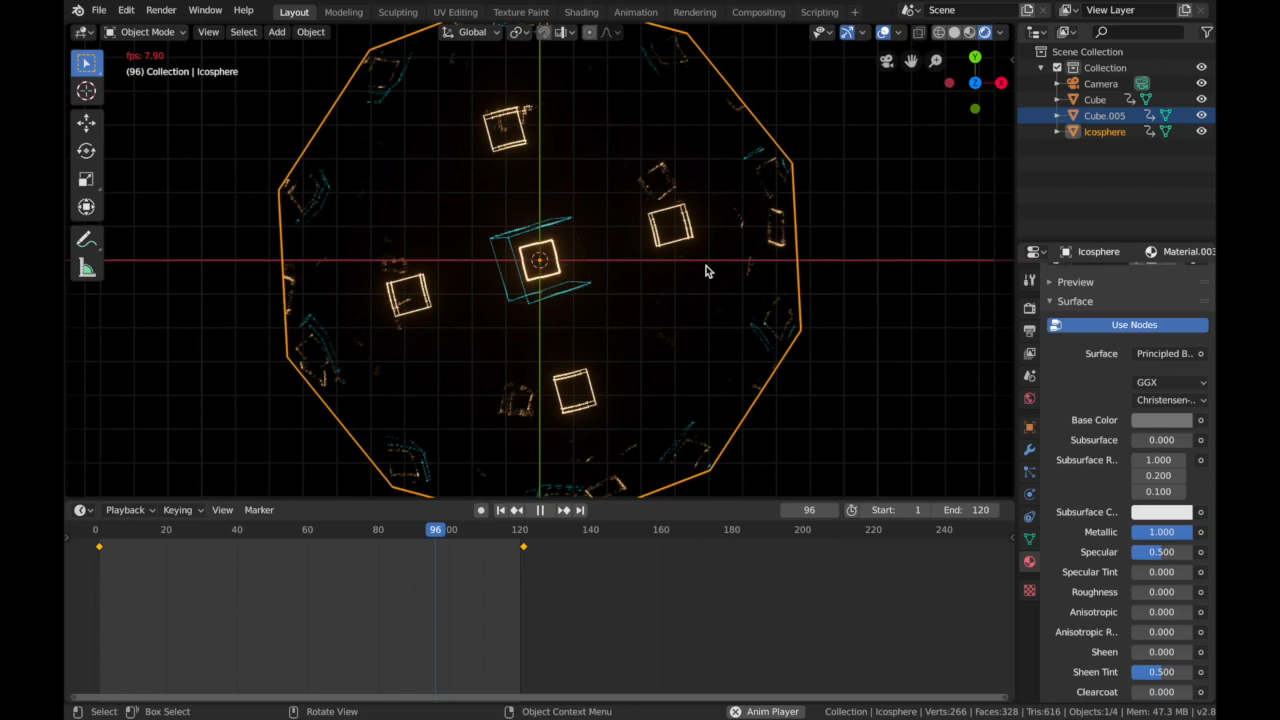 File Edit Render Window Help Layout Modeling Sculpting UV Editing Texture Paint Shading Animation Rendering Compositing Scripting + Scene View Layer
Object Mode View Select Add Object Global
fps: 7.90
(96) Collection | Icosphere
Scene Collection
Collection
Camera
Cube
Cube.005
Icosphere
Icosphere Material.003
Preview
Surface
Use Nodes
Surface Principled B..
GGX
Christensen-..
Base Color
Subsurface 0.000
Subsurface R.. 1.000
0.200
0.100
Subsurface C..
Metallic 1.000
Specular 0.500
Specular Tint 0.000
Roughness 0.000
Anisotropic 0.000
Anisotropic R.. 0.000
Sheen 0.000
Sheen Tint 0.500
Clearcoat 0.000
Playback Keying View Marker 96 Start: 1 End: 120
0 20 40 60 80 96 00 120 140 160 180 200 220 240
Select Box Select Rotate View Object Context Menu Anim Player Collection | Icosphere | Verts:266 | Faces:328 | Tris:616 | Objects:1/4 | Mem: 47.3 MB | v2.8